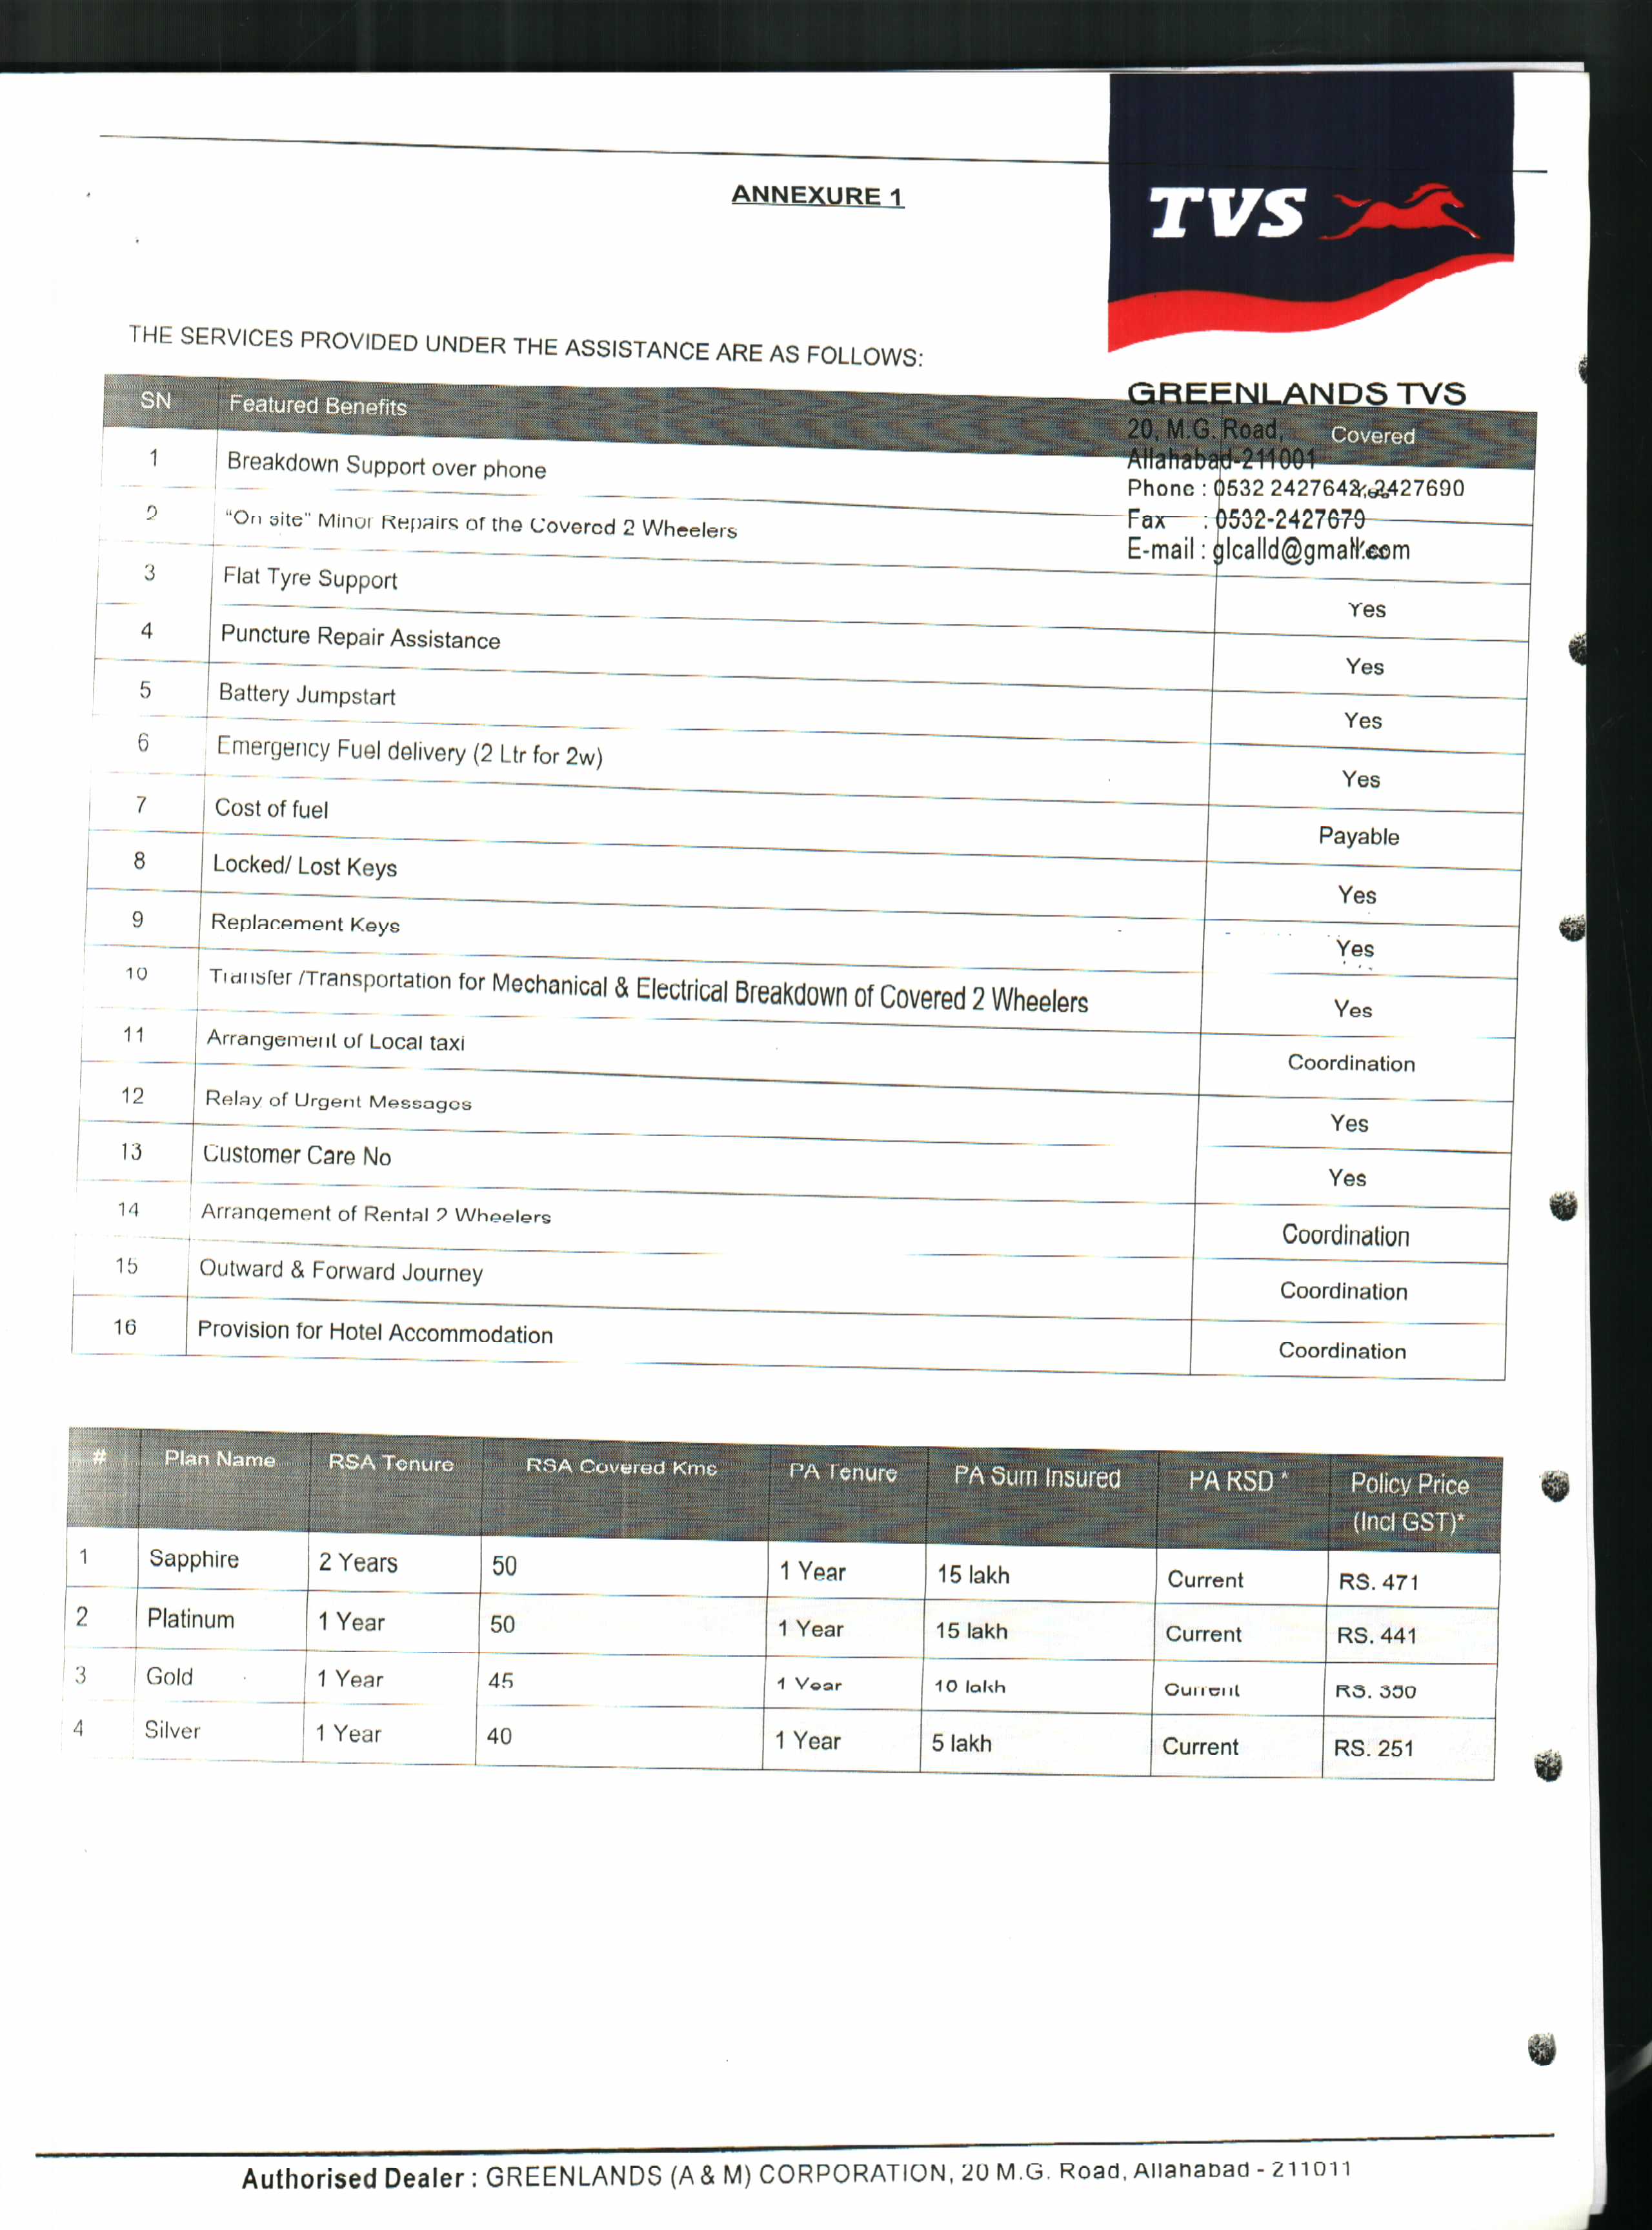 ANNEXURE 1
TVS
THE SERVICES PROVIDED UNDER THE ASSISTANCE ARE AS FOLLOWS:
GREENLANDS TVS
20, M.G. Road,
Allahabad-211001
Phone : 0532 2427642, 2427690
Fax : 0532-2427679
E-mail : glcalld@gmail.com
SN Featured Benefits Covered
1 Breakdown Support over phone
2 "On site" Minor Repairs of the Covered 2 Wheelers
3 Flat Tyre Support Yes
4 Puncture Repair Assistance Yes
5 Battery Jumpstart Yes
6 Emergency Fuel delivery (2 Ltr for 2w) Yes
7 Cost of fuel Payable
8 Locked/ Lost Keys Yes
9 Replacement Keys Yes
10 Transfer /Transportation for Mechanical & Electrical Breakdown of Covered 2 Wheelers Yes
11 Arrangement of Local taxi Coordination
12 Relay of Urgent Messages Yes
13 Customer Care No Yes
14 Arrangement of Rental 2 Wheelers Coordination
15 Outward & Forward Journey Coordination
16 Provision for Hotel Accommodation Coordination
# Plan Name RSA Tenure RSA Covered Kms PA Tenure PA Sum Insured PA RSD * Policy Price
(Incl GST)*
1 Sapphire 2 Years 50 1 Year 15 lakh Current RS. 471
2 Platinum 1 Year 50 1 Year 15 lakh Current RS. 441
3 Gold 1 Year 45 1 Year 10 lakh Current RS. 350
4 Silver 1 Year 40 1 Year 5 lakh Current RS. 251
Authorised Dealer : GREENLANDS (A & M) CORPORATION, 20 M.G. Road, Allahabad - 211011